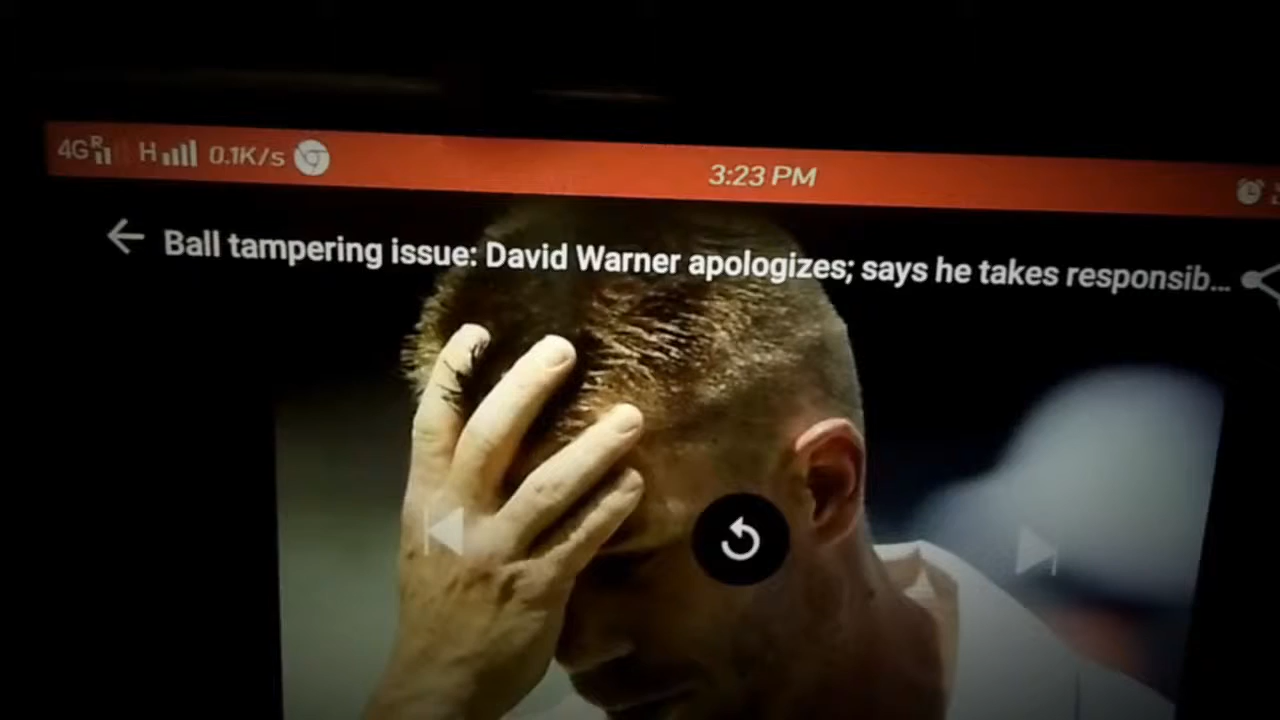 4G R H 0.1K/s 3:23 PM
Ball tampering issue: David Warner apologizes; says he takes responsib...